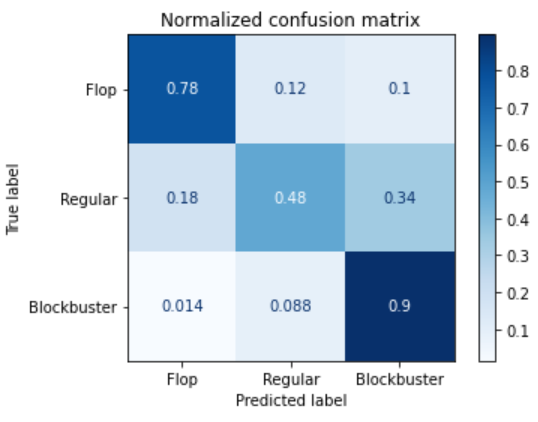 Normalized confusion matrix
True label
Flop 0.78 0.12 0.1
Regular 0.18 0.48 0.34
Blockbuster 0.014 0.088 0.9
Flop Regular Blockbuster
Predicted label
0.8
0.7
0.6
0.5
0.4
0.3
0.2
0.1